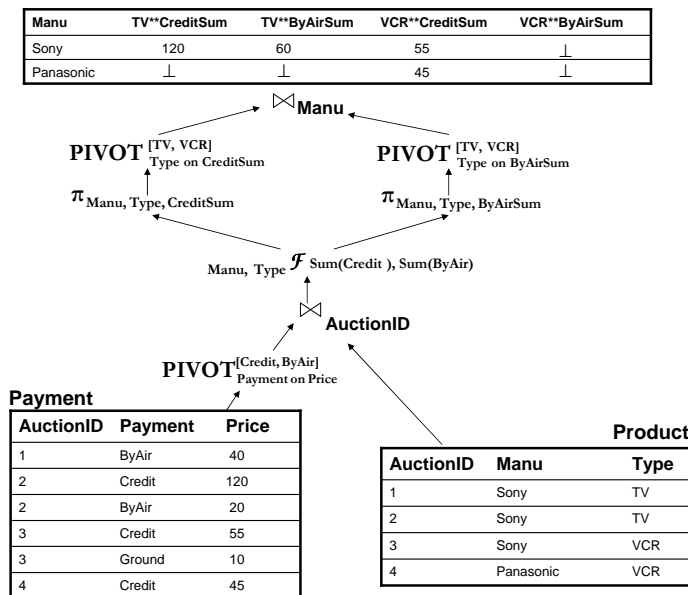 Manu TV**CreditSum TV**ByAirSum VCR**CreditSum VCR**ByAirSum
Sony 120 60 55 ⊥
Panasonic ⊥ ⊥ 45 ⊥
⋈ Manu
PIVOT [TV, VCR] Type on CreditSum
PIVOT [TV, VCR] Type on ByAirSum
π Manu, Type, CreditSum
π Manu, Type, ByAirSum
Manu, Type ℱ Sum(Credit ), Sum(ByAir)
⋈ AuctionID
PIVOT [Credit, ByAir] Payment on Price
Payment
AuctionID Payment Price
1 ByAir 40
2 Credit 120
2 ByAir 20
3 Credit 55
3 Ground 10
4 Credit 45
Product
AuctionID Manu Type
1 Sony TV
2 Sony TV
3 Sony VCR
4 Panasonic VCR